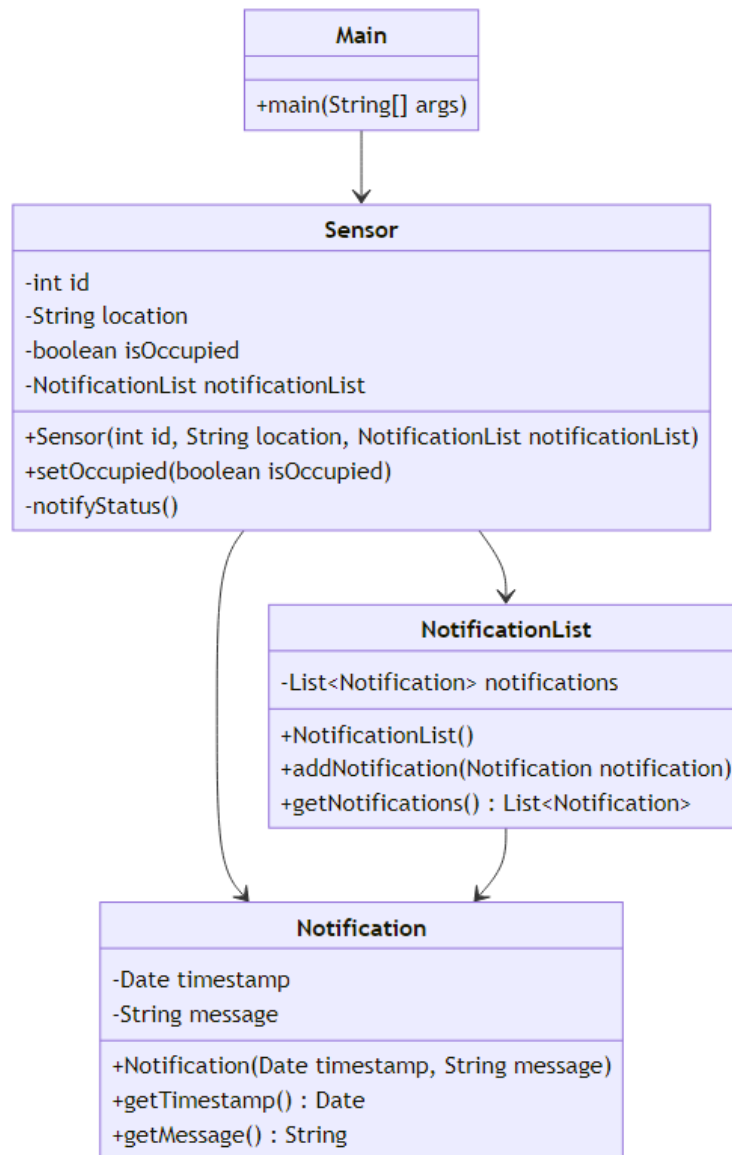 Main
+main(String[] args)
Sensor
-int id
-String location
-boolean isOccupied
-NotificationList notificationList
+Sensor(int id, String location, NotificationList notificationList)
+setOccupied(boolean isOccupied)
-notifyStatus()
NotificationList
-List<Notification> notifications
+NotificationList()
+addNotification(Notification notification)
+getNotifications() : List<Notification>
Notification
-Date timestamp
-String message
+Notification(Date timestamp, String message)
+getTimestamp() : Date
+getMessage() : String